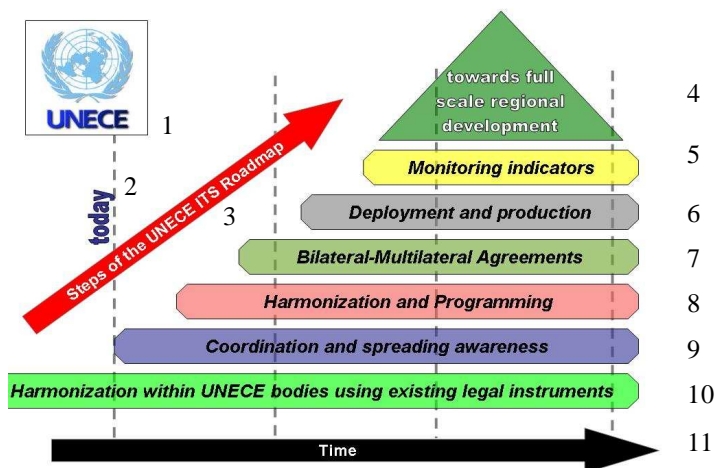 UNECE
1
towards full
scale regional
development
4
Monitoring indicators
5
today
2
Steps of the UNECE ITS Roadmap
3
Deployment and production
6
Bilateral-Multilateral Agreements
7
Harmonization and Programming
8
Coordination and spreading awareness
9
Harmonization within UNECE bodies using existing legal instruments
10
Time
11